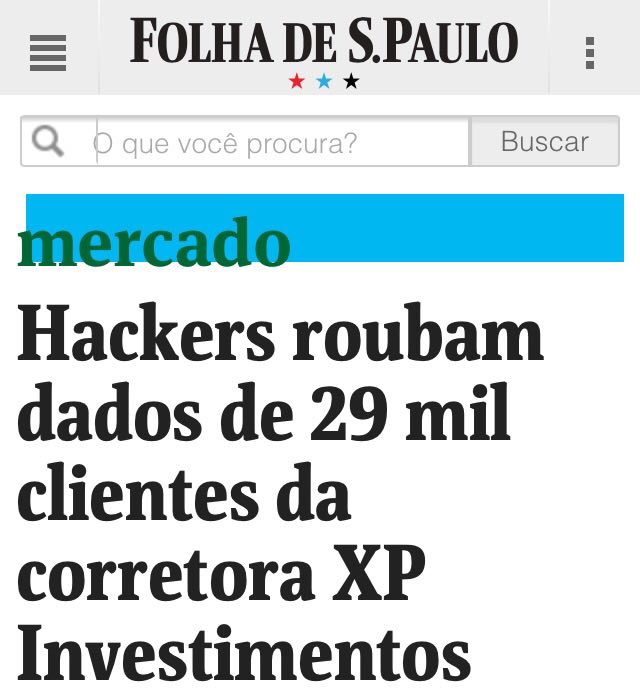 FOLHA DE S.PAULO
O que você procura?
Buscar
mercado
Hackers roubam
dados de 29 mil
clientes da
corretora XP
Investimentos